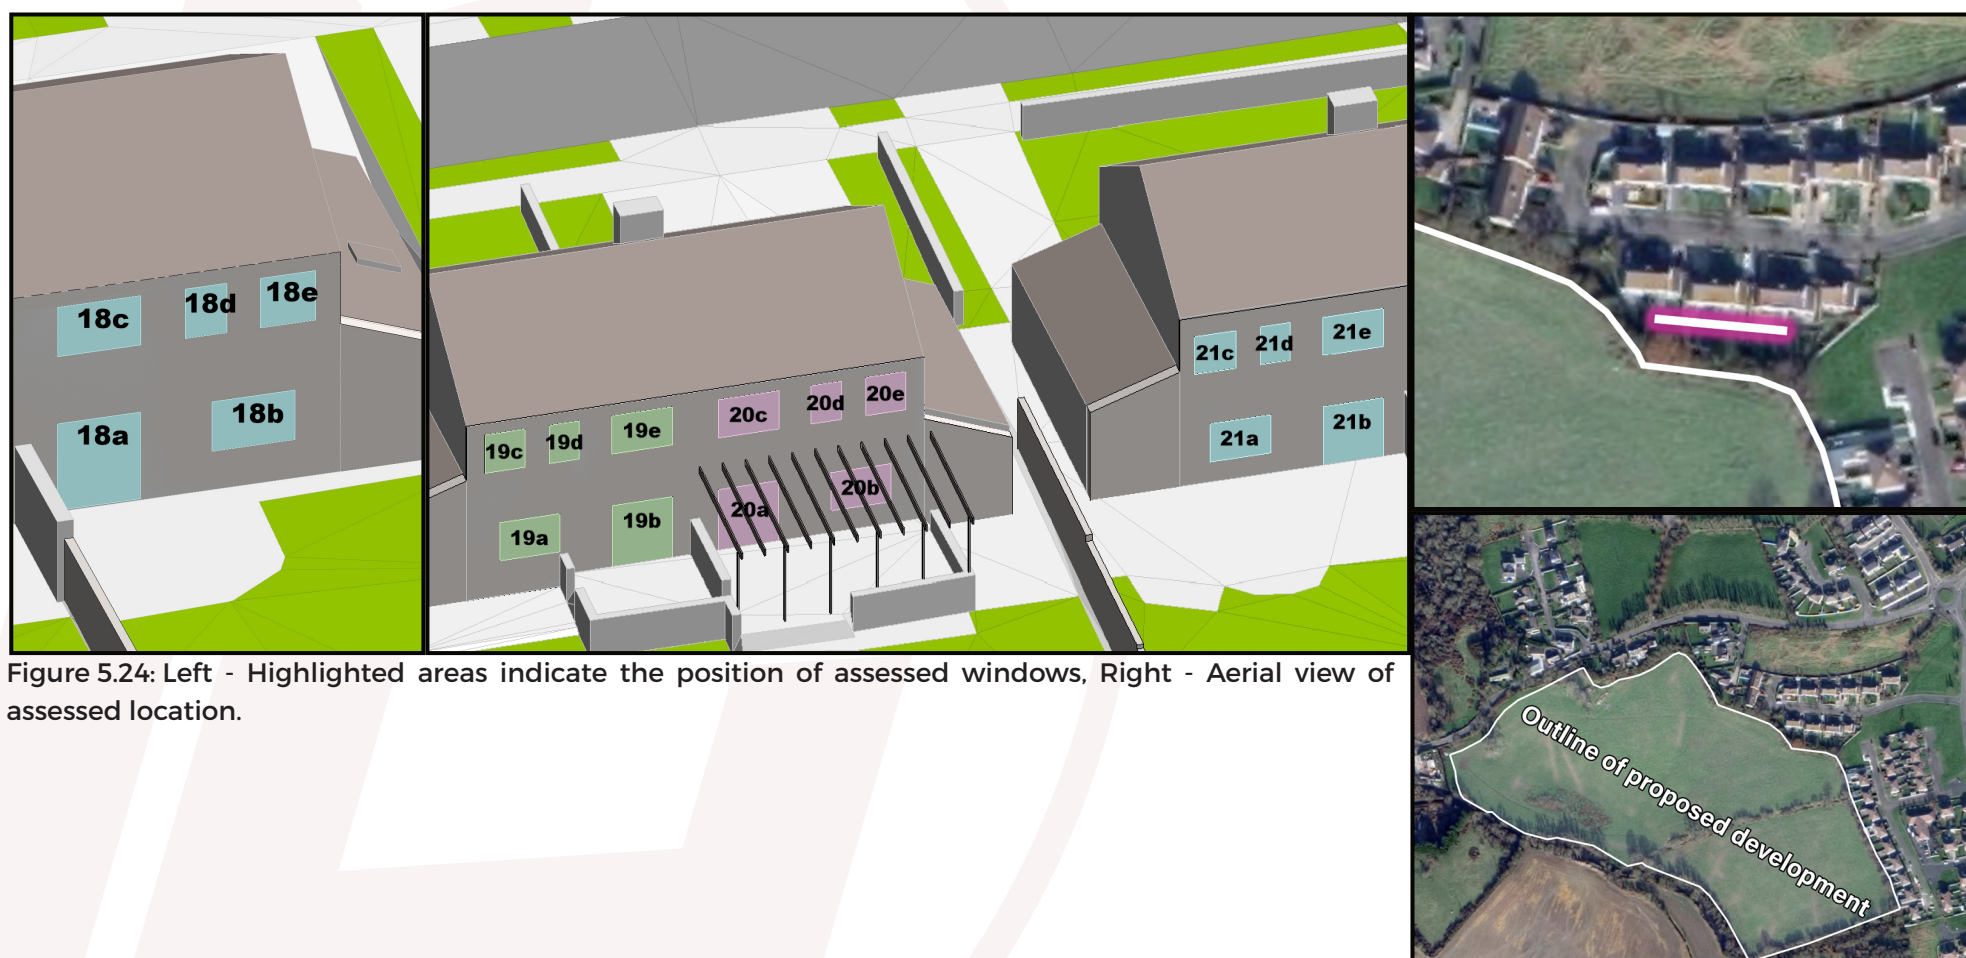 18c
18d
18e
18a
18b
19c
19d
19e
20c
20d
20e
19a
19b
20a
20b
21c
21d
21e
21a
21b
Outline of proposed development
Figure 5.24: Left - Highlighted areas indicate the position of assessed windows, Right - Aerial view of
assessed location.